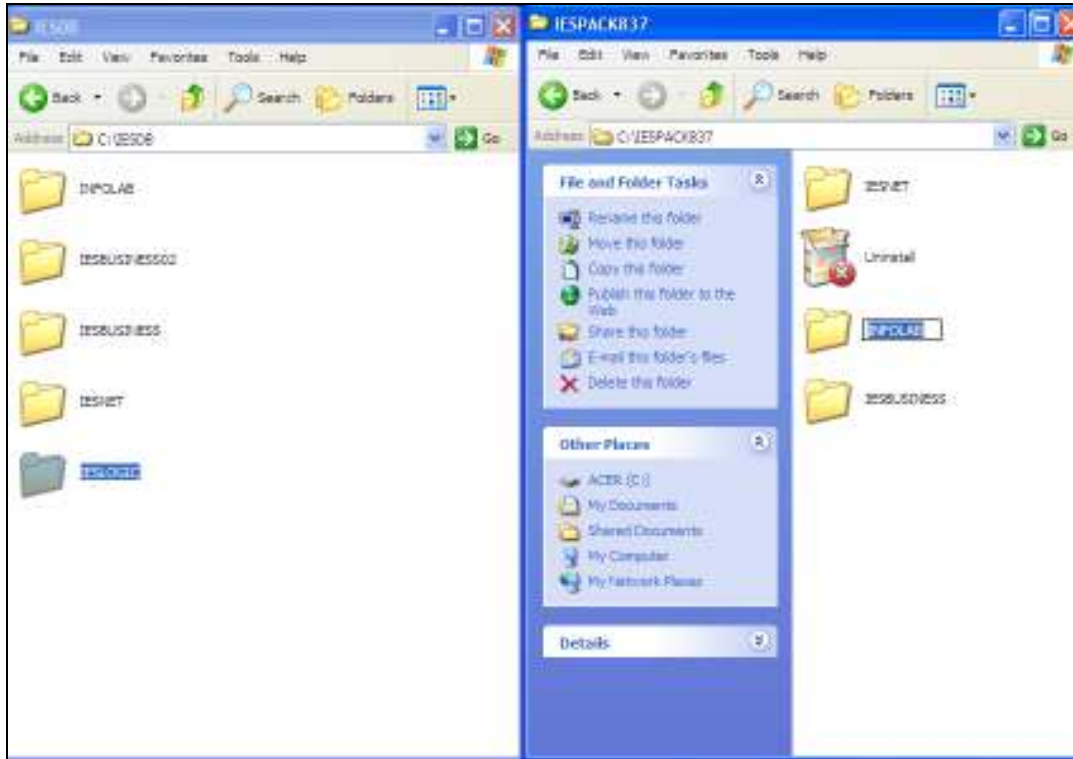 IESDB
File Edit View Favorites Tools Help
Back Search Folders
Address C:\IESDB Go
INFOLAB
IESBUSINESS02
IESBUSINESS
IESNET
IESPACK837
File Edit View Favorites Tools Help
Back Search Folders
Address C:\IESPACK837 Go
File and Folder Tasks
Rename this folder
Move this folder
Copy this folder
Publish this folder to the
Web
Share this folder
E-mail this folder's files
Delete this folder
Other Places
ACER (C:)
My Documents
Shared Documents
My Computer
My Network Places
Details
IESNET
Uninstall
INFOLAB
IESBUSINESS